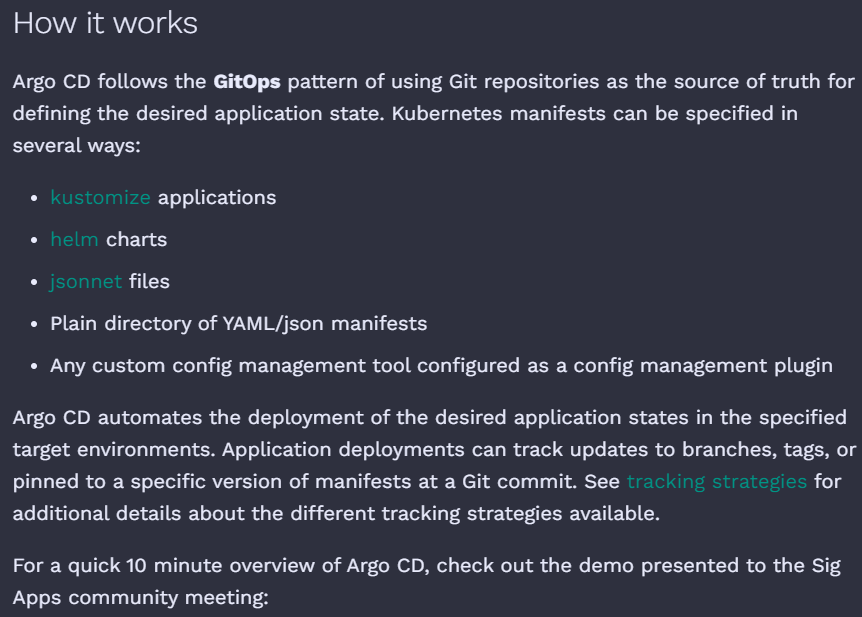 How it works
Argo CD follows the GitOps pattern of using Git repositories as the source of truth for
defining the desired application state. Kubernetes manifests can be specified in
several ways:
• kustomize applications
• helm charts
• jsonnet files
• Plain directory of YAML/json manifests
• Any custom config management tool configured as a config management plugin
Argo CD automates the deployment of the desired application states in the specified
target environments. Application deployments can track updates to branches, tags, or
pinned to a specific version of manifests at a Git commit. See tracking strategies for
additional details about the different tracking strategies available.
For a quick 10 minute overview of Argo CD, check out the demo presented to the Sig
Apps community meeting: